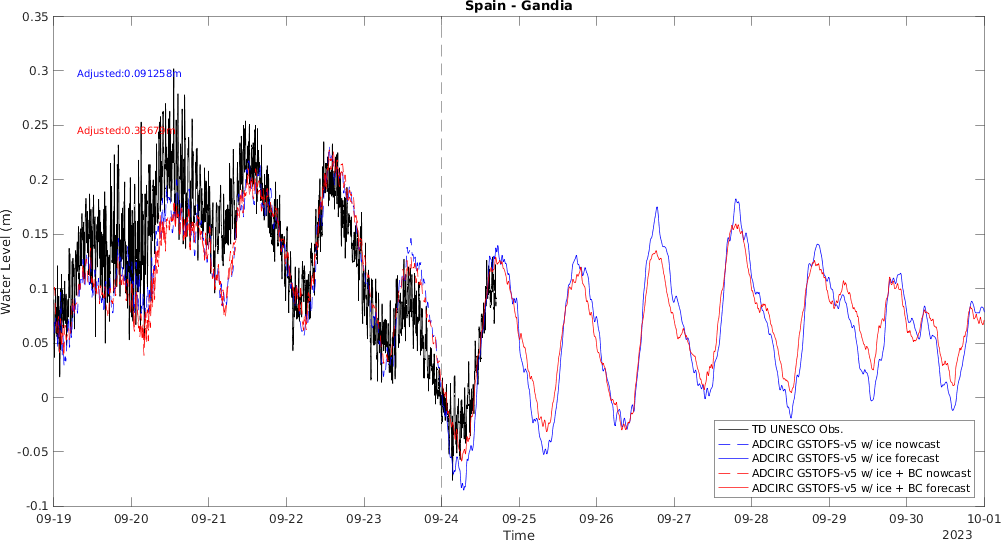 Spain - Gandia
0.35
0.3
0.25
0.2
0.15
0.1
0.05
0
-0.05
-0.1
Water Level (m)
Adjusted:0.091258m
TD UNESCO Obs.
ADCIRC GSTOFS-v5 w/ ice nowcast
ADCIRC GSTOFS-v5 w/ ice forecast
ADCIRC GSTOFS-v5 w/ ice + BC nowcast
ADCIRC GSTOFS-v5 w/ ice + BC forecast
09-19 09-20 09-21 09-22 09-23 09-24 09-25 09-26 09-27 09-28 09-29 09-30 10-01
Time
2023